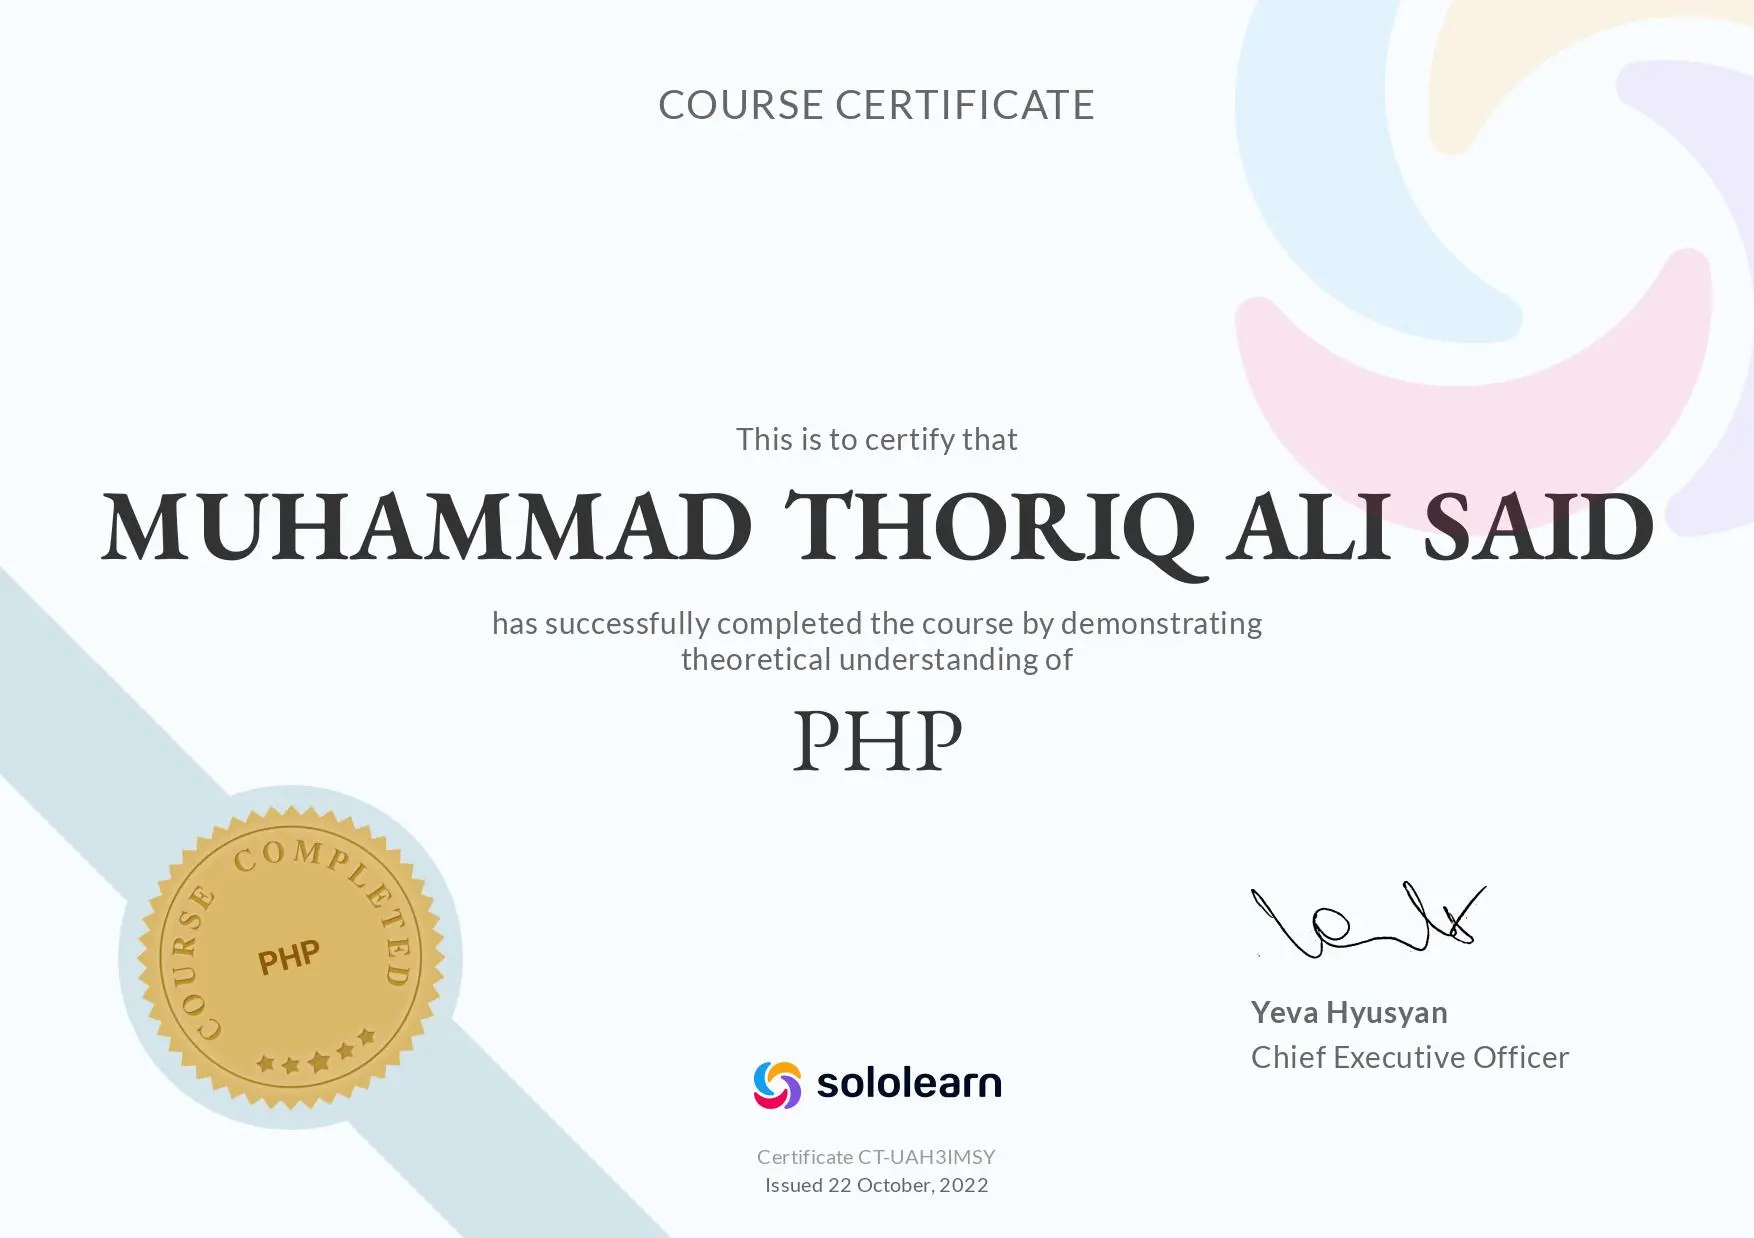 COURSE CERTIFICATE
This is to certify that
MUHAMMAD THORIQ ALI SAID
has successfully completed the course by demonstrating
theoretical understanding of
PHP
COURSE COMPLETED
PHP
Yeva Hyusyan
Chief Executive Officer
sololearn
Certificate CT-UAH3IMSY
Issued 22 October, 2022